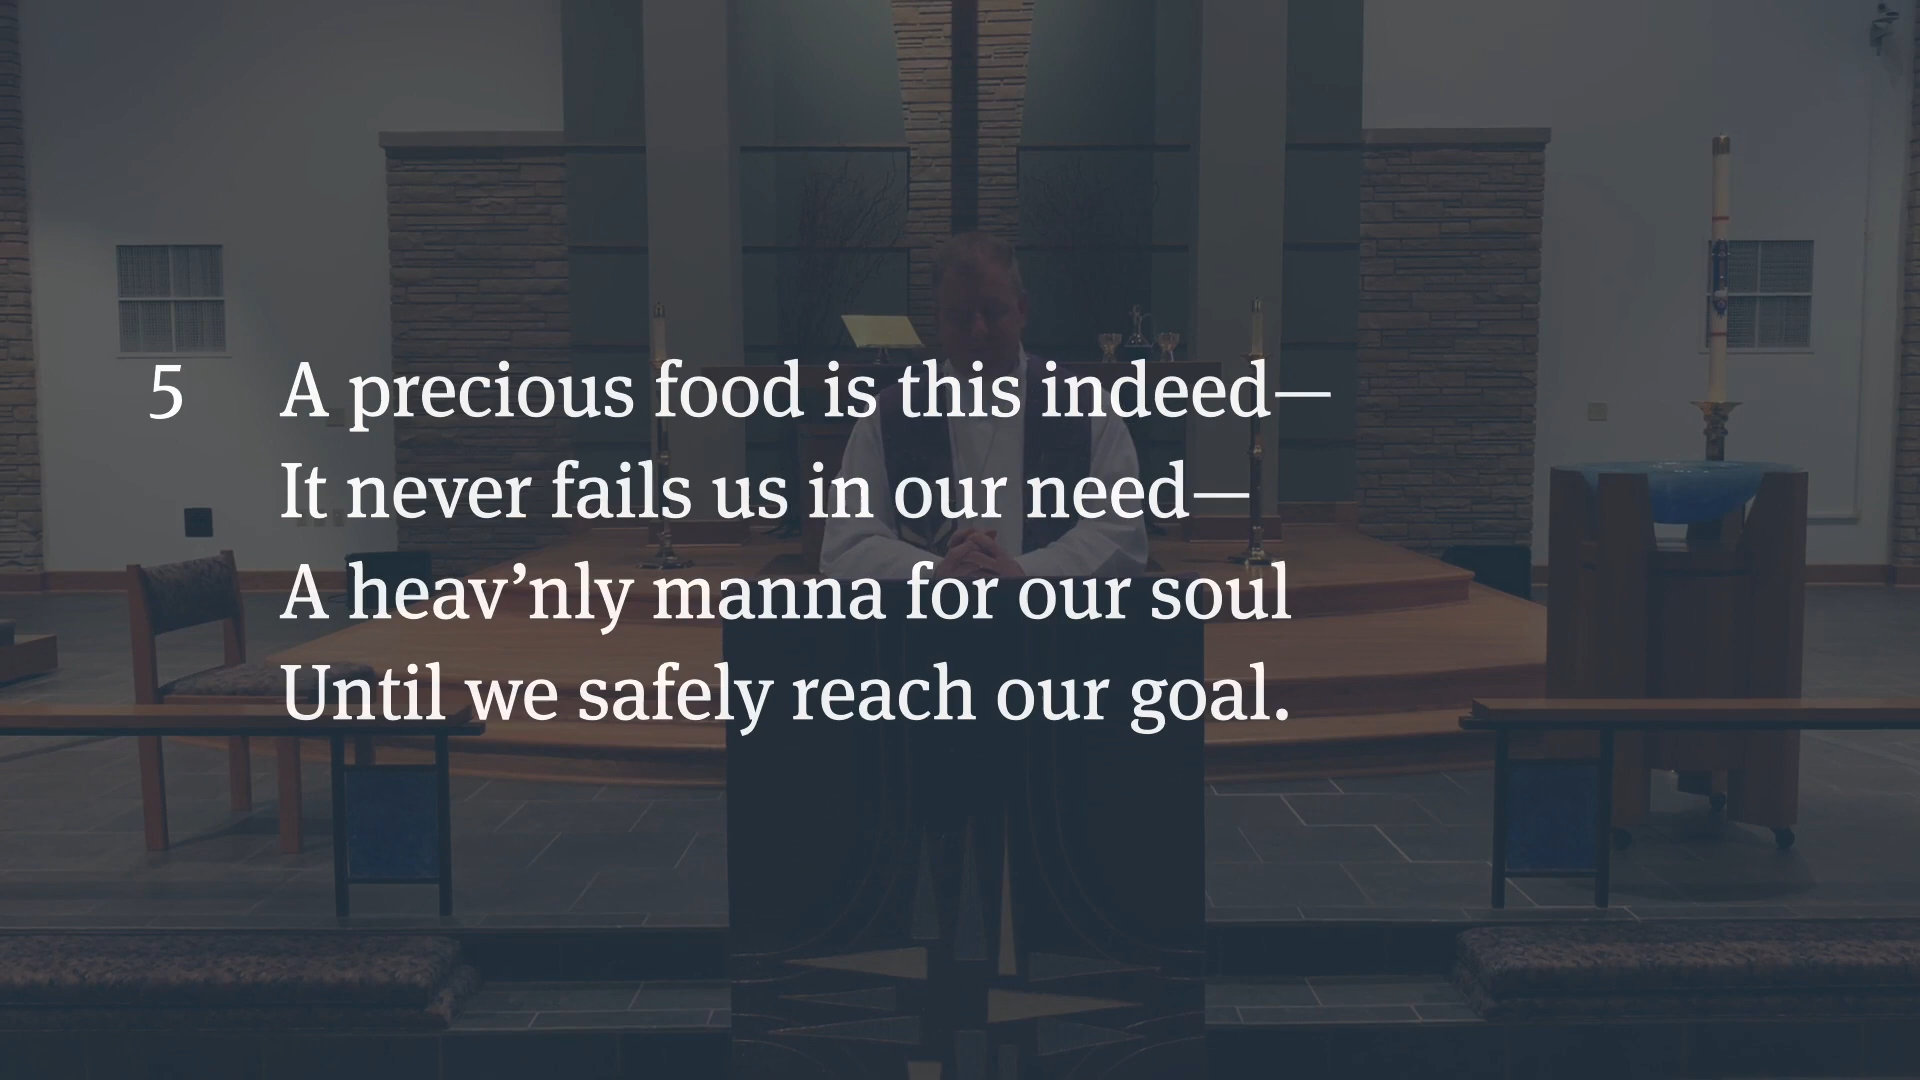 5 A precious food is this indeed—
It never fails us in our need—
A heav’nly manna for our soul
Until we safely reach our goal.